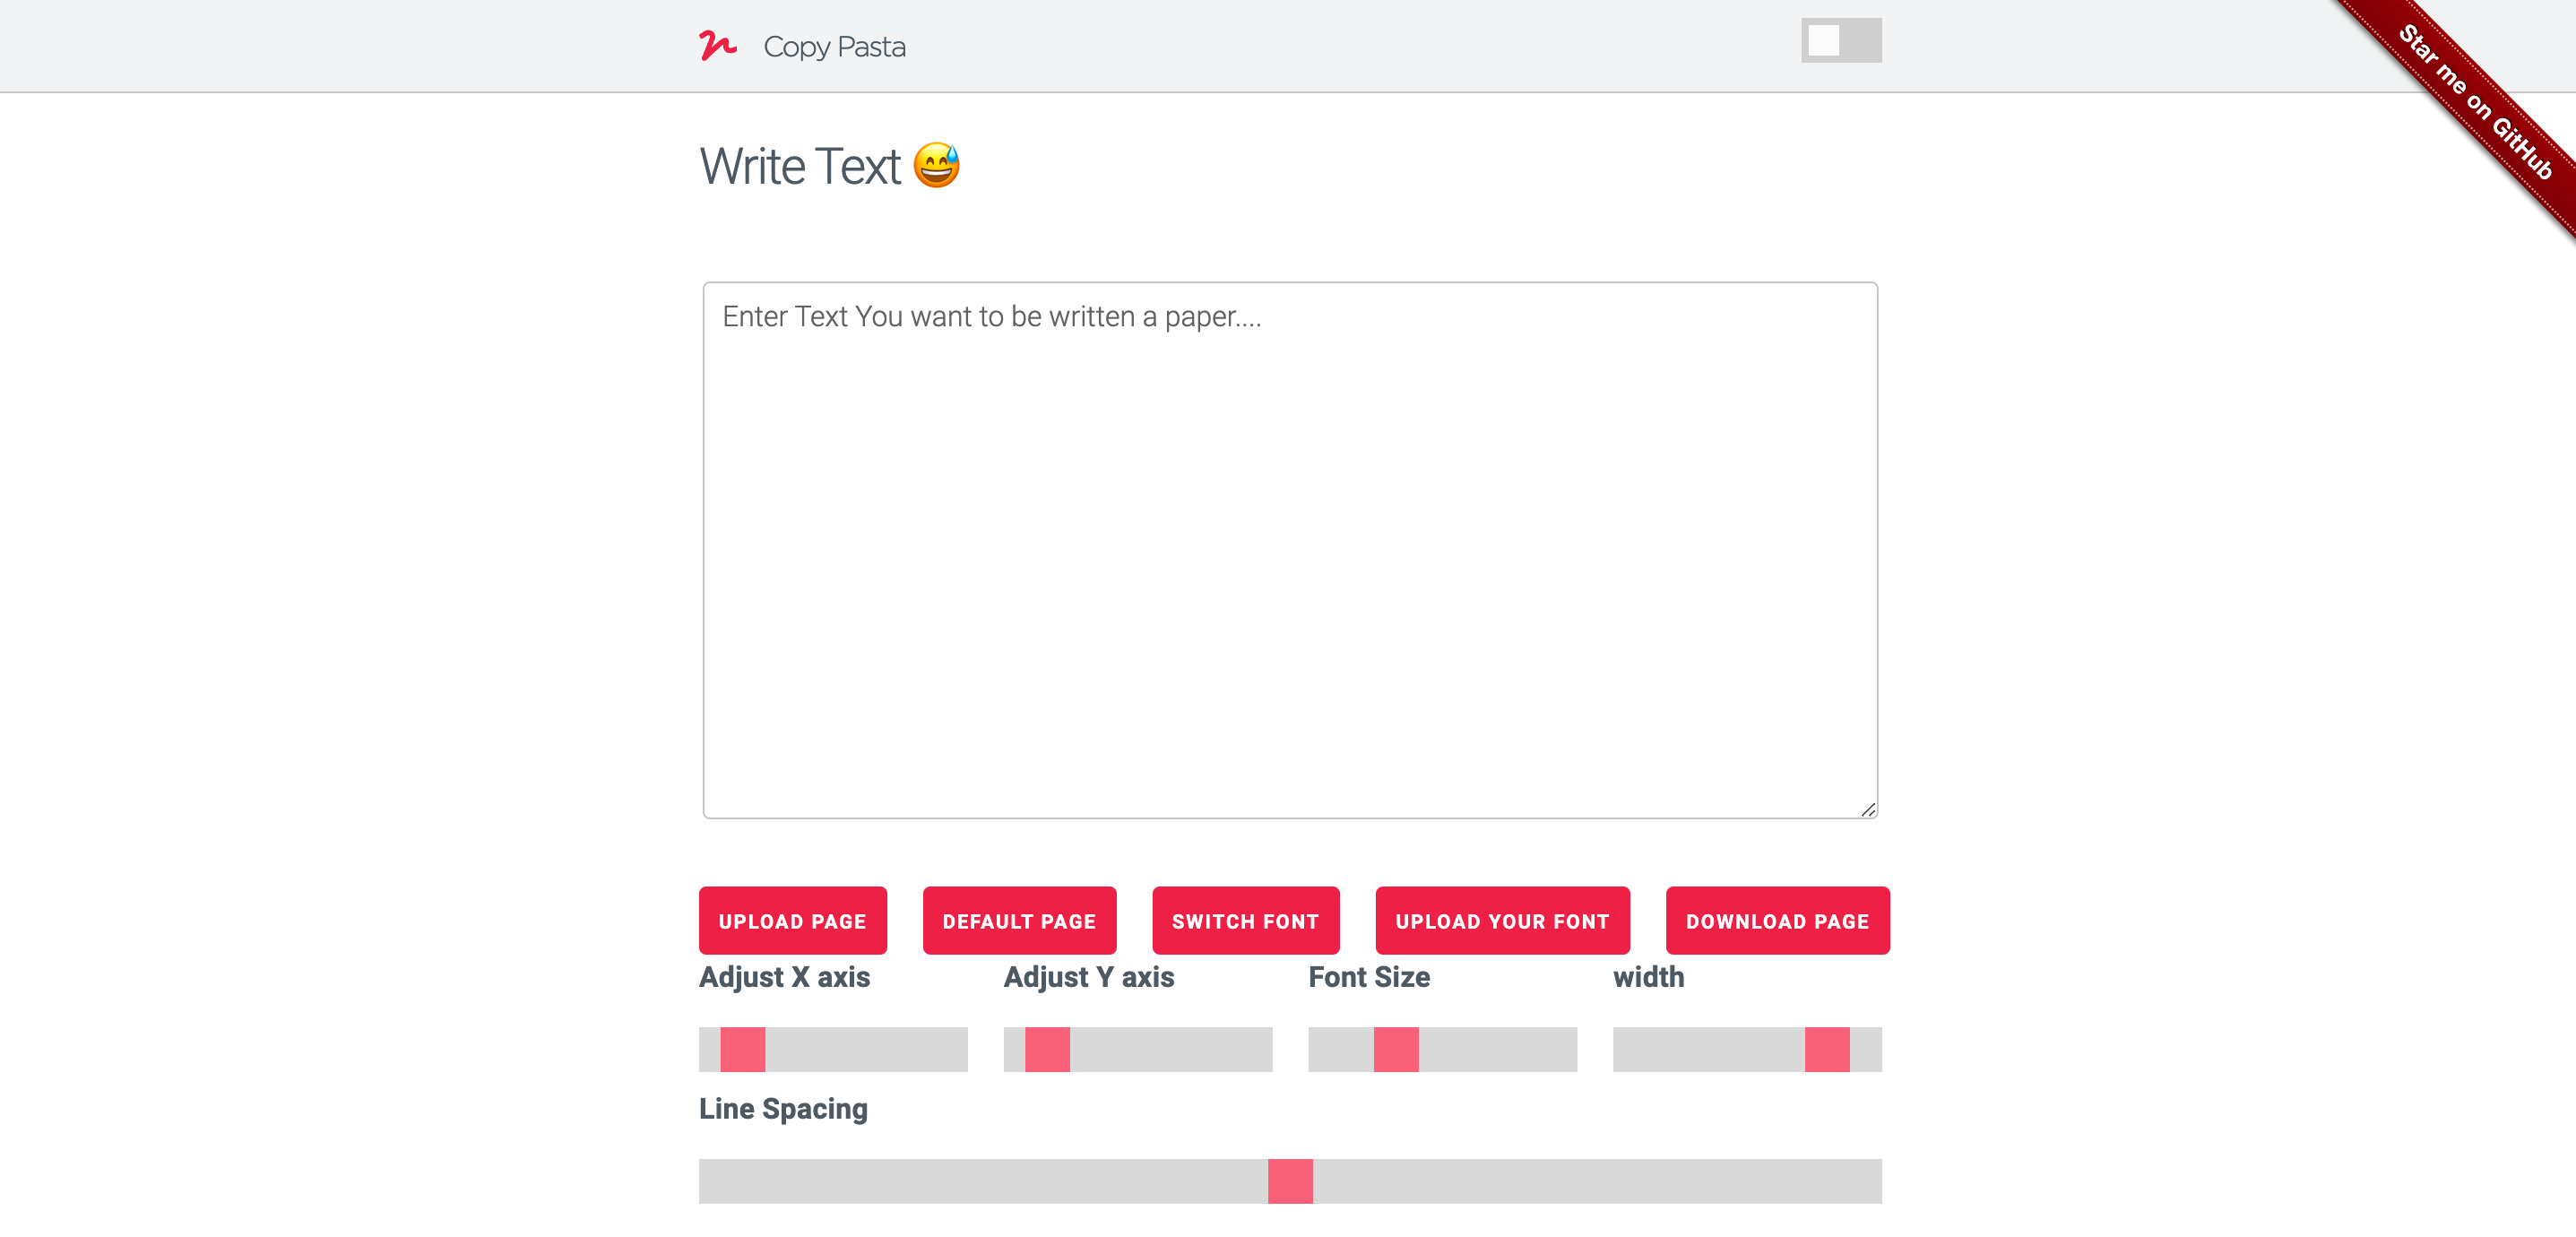 Copy Pasta
Star me on GitHub
Write Text 😅
Enter Text You want to be written a paper....
UPLOAD PAGE
DEFAULT PAGE
SWITCH FONT
UPLOAD YOUR FONT
DOWNLOAD PAGE
Adjust X axis
Adjust Y axis
Font Size
width
Line Spacing